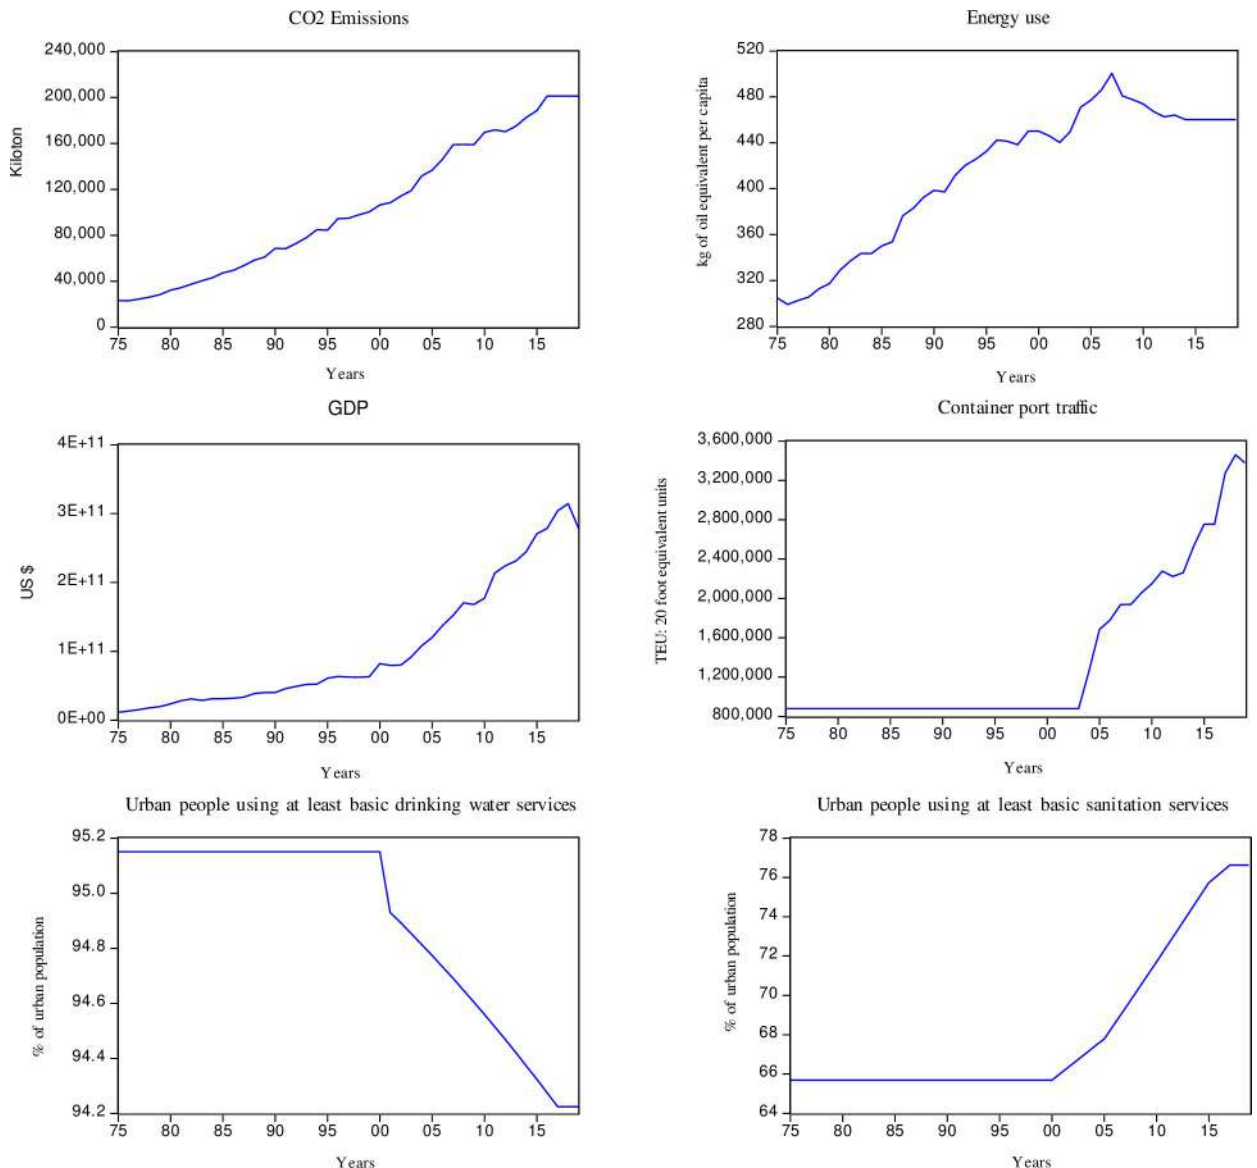 CO2 Emissions
Kiloton
240,000
200,000
160,000
120,000
80,000
40,000
0
75 80 85 90 95 00 05 10 15
Years
Energy use
kg of oil equivalent per capita
520
480
440
400
360
320
280
75 80 85 90 95 00 05 10 15
Years
GDP
US $
4E+11
3E+11
2E+11
1E+11
0E+00
75 80 85 90 95 00 05 10 15
Years
Container port traffic
TEU: 20 foot equivalent units
3,600,000
3,200,000
2,800,000
2,400,000
2,000,000
1,600,000
1,200,000
800,000
75 80 85 90 95 00 05 10 15
Years
Urban people using at least basic drinking water services
% of urban population
95.2
95.0
94.8
94.6
94.4
94.2
75 80 85 90 95 00 05 10 15
Years
Urban people using at least basic sanitation services
% of urban population
78
76
74
72
70
68
66
64
75 80 85 90 95 00 05 10 15
Years